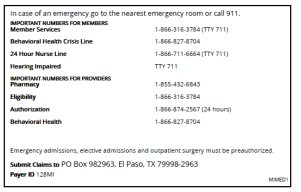 In case of an emergency go to the nearest emergency room or call 911.
IMPORTANT NUMBERS FOR MEMBERS
Member Services 1-866-316-3784 (TTY 711)
Behavioral Health Crisis Line 1-866-827-8704
24 Hour Nurse Line 1-866-711-6664 (TTY 711)
Hearing Impaired TTY 711
IMPORTANT NUMBERS FOR PROVIDERS
Pharmacy 1-855-432-6843
Eligibility 1-866-316-3784
Authorization 1-866-874-2567 (24 hours)
Behavioral Health 1-866-827-8704
Emergency admissions, elective admissions and outpatient surgery must be preauthorized.
Submit Claims to PO Box 982963, El Paso, TX 79998-2963
Payer ID 128MI
MIMED1